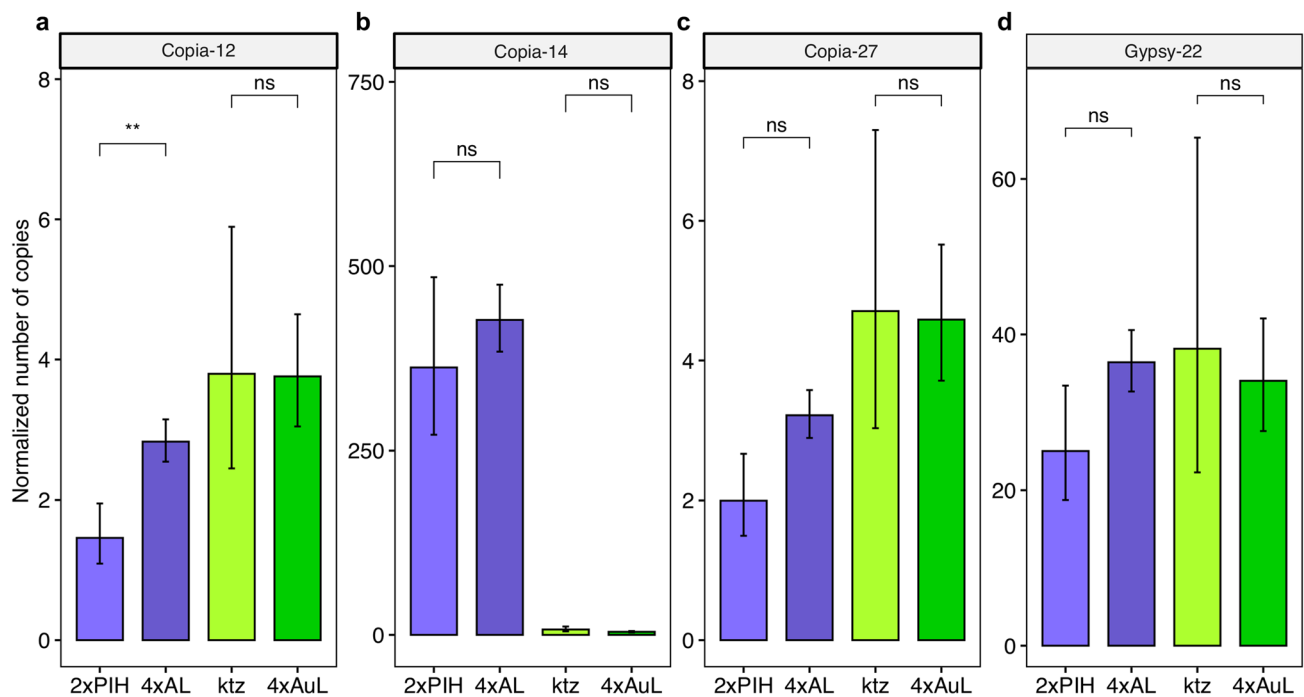 a
Copia-12
b
Copia-14
c
Copia-27
d
Gypsy-22
Normalized number of copies
8
6
4
2
0
**
ns
2xPIH 4xAL ktz 4xAuL
750
500
250
0
ns
ns
2xPIH 4xAL ktz 4xAuL
8
6
4
2
0
ns
ns
2xPIH 4xAL ktz 4xAuL
60
40
20
0
ns
ns
2xPIH 4xAL ktz 4xAuL